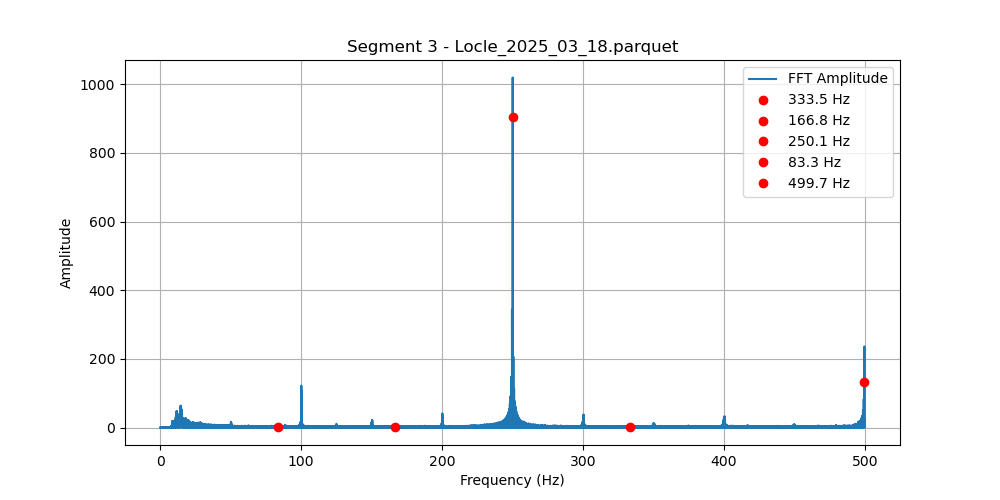 Segment 3 - Locle_2025_03_18.parquet
FFT Amplitude
333.5 Hz
166.8 Hz
250.1 Hz
83.3 Hz
499.7 Hz
1000
800
600
400
200
0
Amplitude
0 100 200 300 400 500
Frequency (Hz)